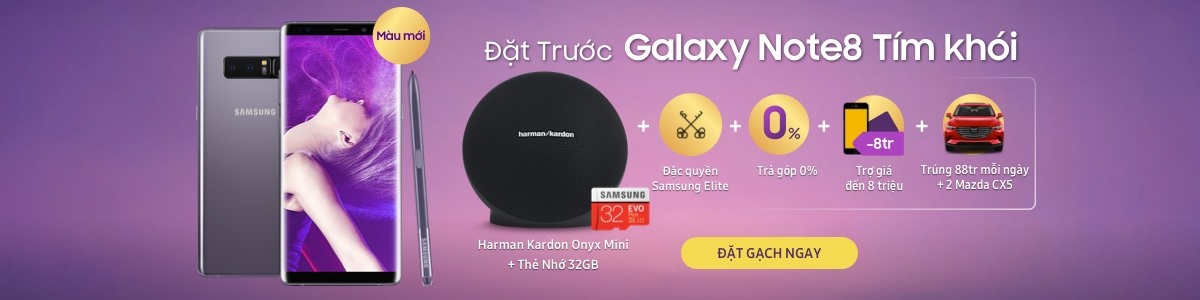 Màu mới
SAMSUNG
SAMSUNG
Đặt Trước Galaxy Note8 Tím khói
harman/kardon
SAMSUNG
32 EVO
Plus
Harman Kardon Onyx Mini
+ Thẻ Nhớ 32GB
+
Đặc quyền
Samsung Elite
+
0%
Trả góp 0%
+
-8tr
Trợ giá
đến 8 triệu
+
Trúng 88tr mỗi ngày
+ 2 Mazda CX5
ĐẶT GẠCH NGAY